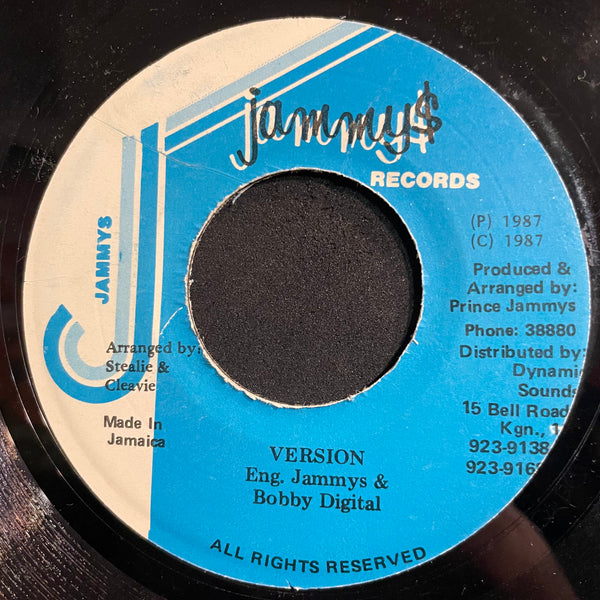 jammy$
RECORDS
JAMMYS
(P) 1987
(C) 1987
Produced &
Arranged by:
Prince Jammys
Phone: 38880
Distributed by:
Dynamic
Sounds
15 Bell Road
Kgn., 1
923-9138
923-916
Arranged by:
Stealie &
Cleavie
Made In
Jamaica
VERSION
Eng. Jammys &
Bobby Digital
ALL RIGHTS RESERVED